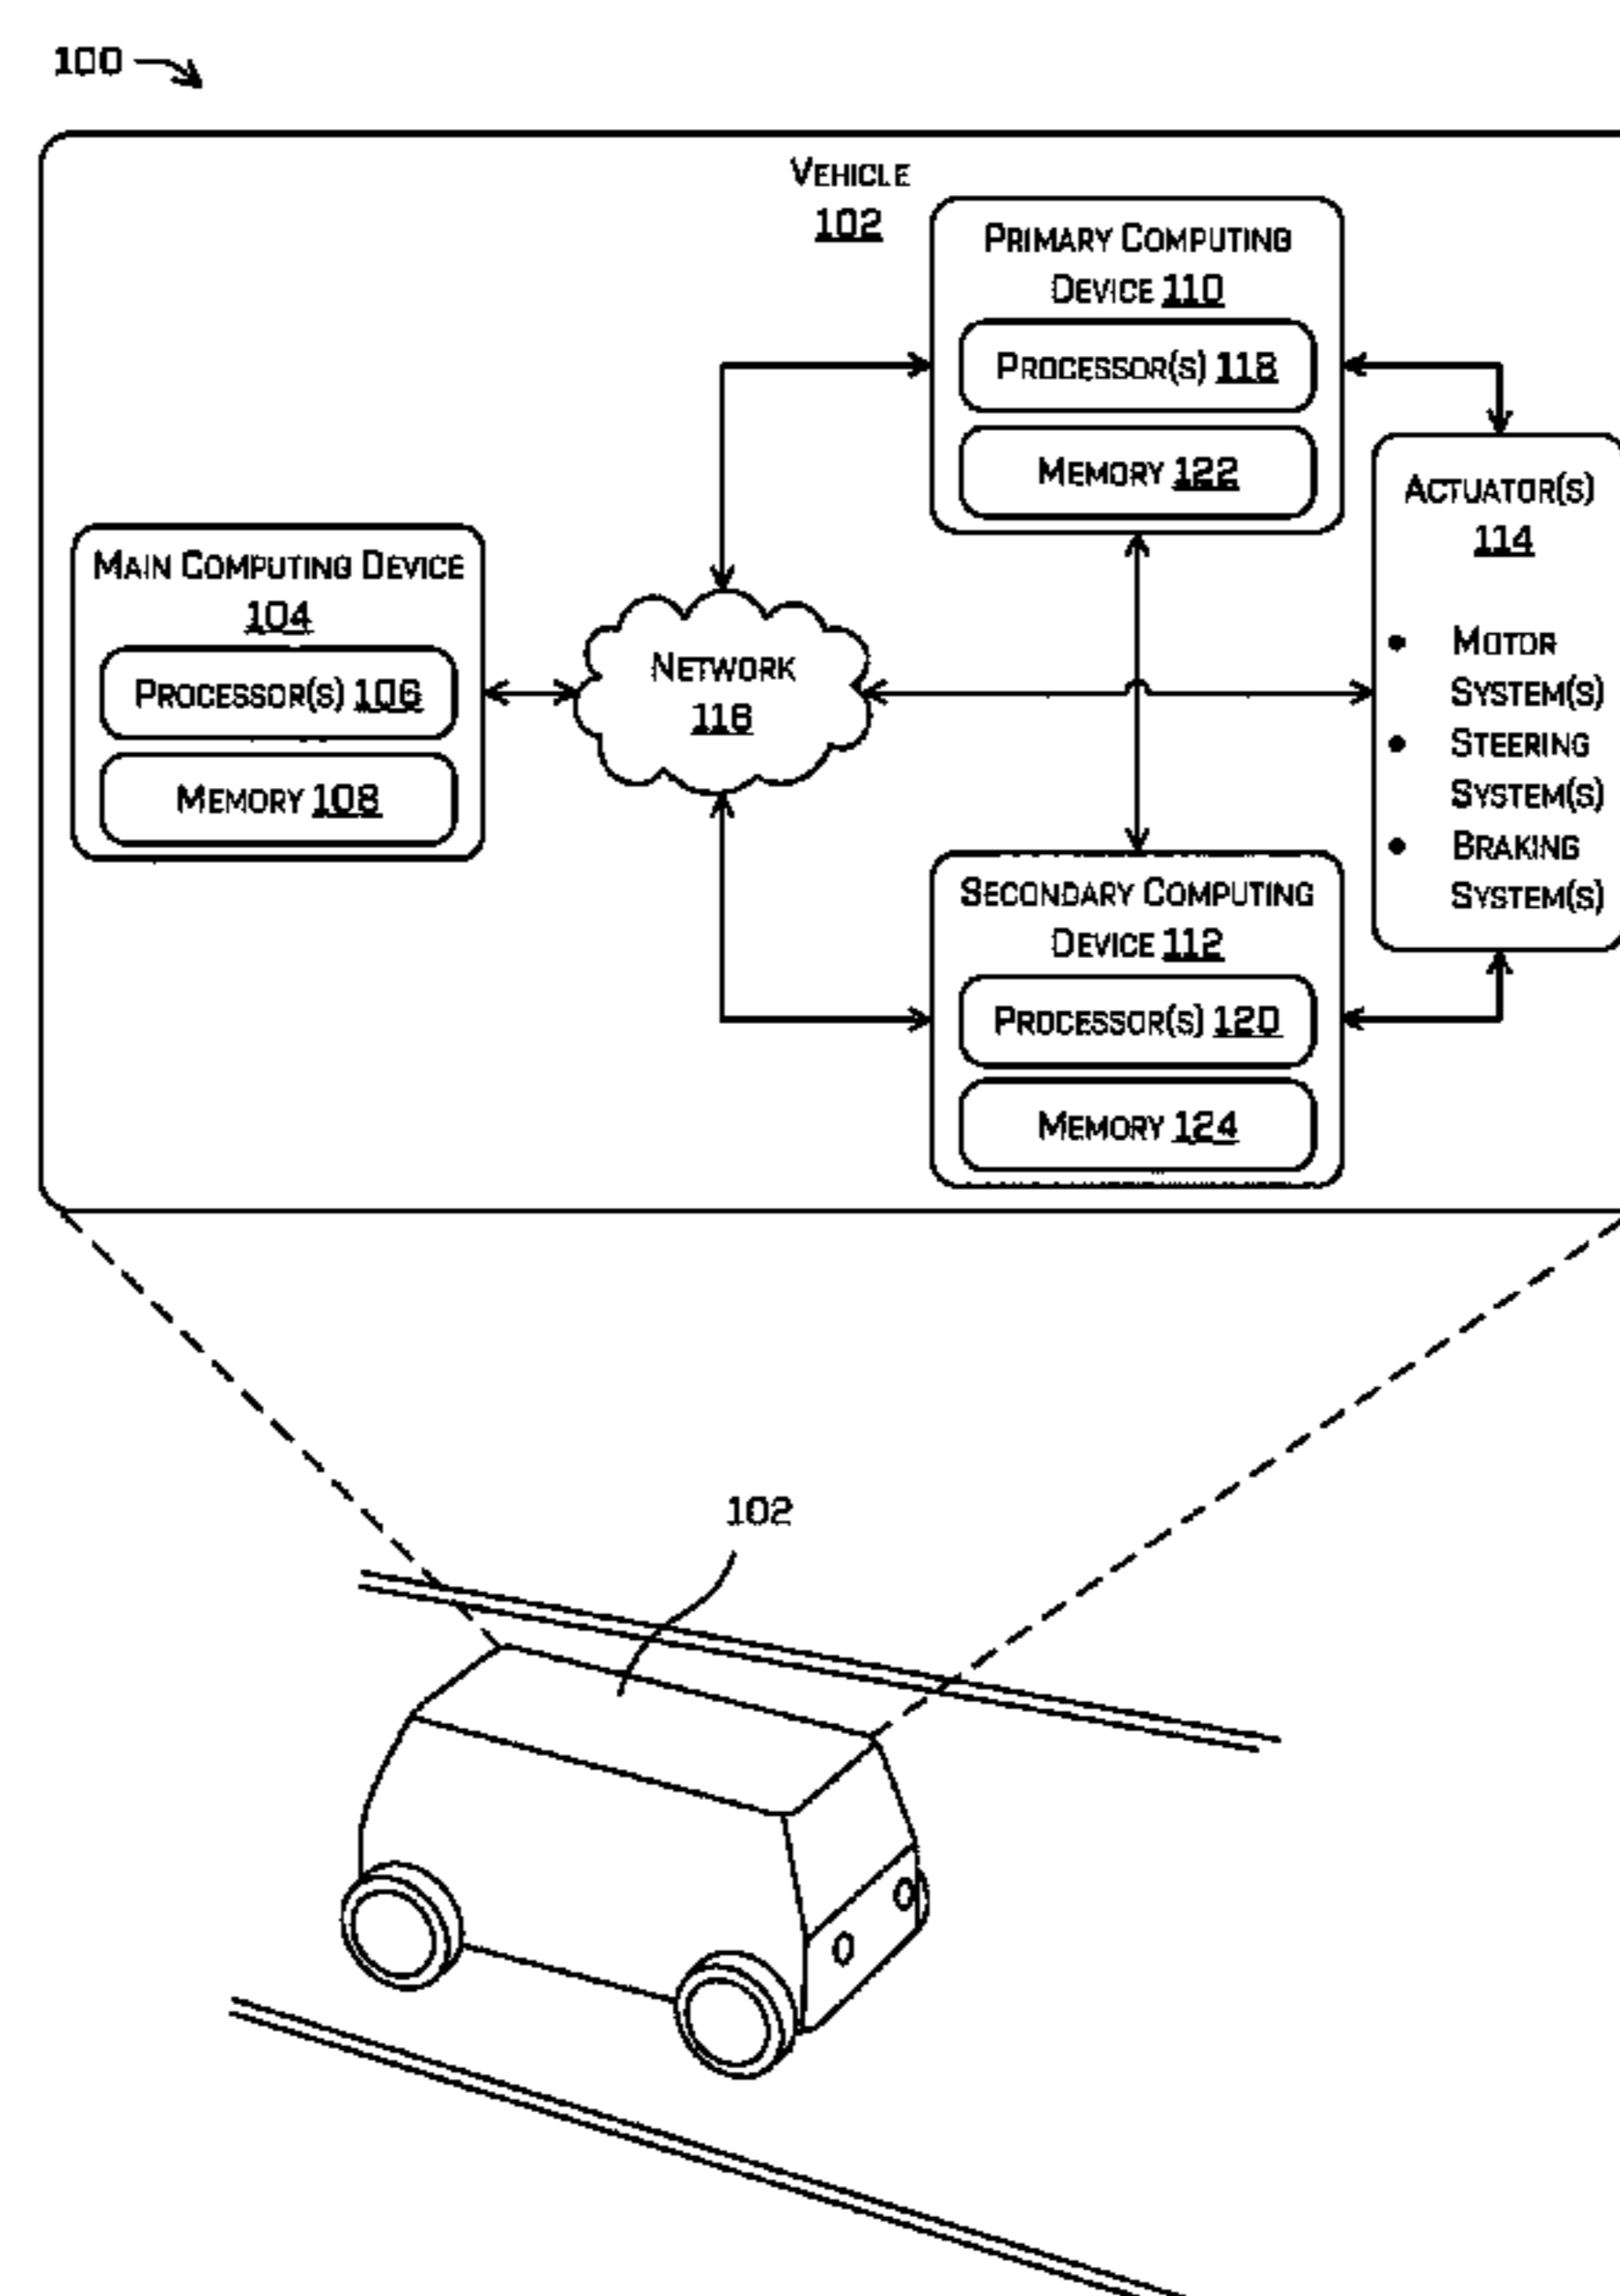 100
VEHICLE
102
PRIMARY COMPUTING
DEVICE 110
PROCESSOR(S) 118
MEMORY 122
MAIN COMPUTING DEVICE
104
PROCESSOR(S) 106
MEMORY 108
NETWORK
116
ACTUATOR(S)
114
• MOTOR
SYSTEM(S)
• STEERING
SYSTEM(S)
• BRAKING
SYSTEM(S)
SECONDARY COMPUTING
DEVICE 112
PROCESSOR(S) 120
MEMORY 124
102